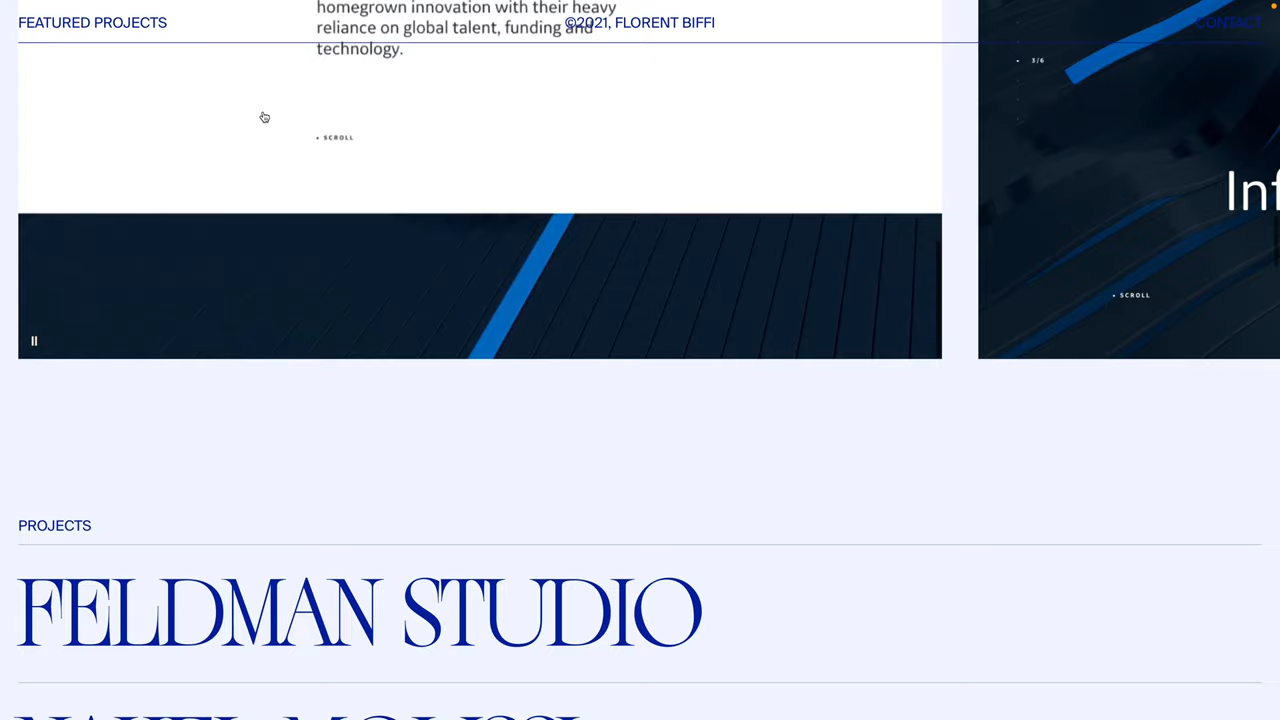 FEATURED PROJECTS
©2021, FLORENT BIFFI
CONTACT
homegrown innovation with their heavy
reliance on global talent, funding and
technology.
• SCROLL
3/6
• SCROLL
PROJECTS
FELDMAN STUDIO